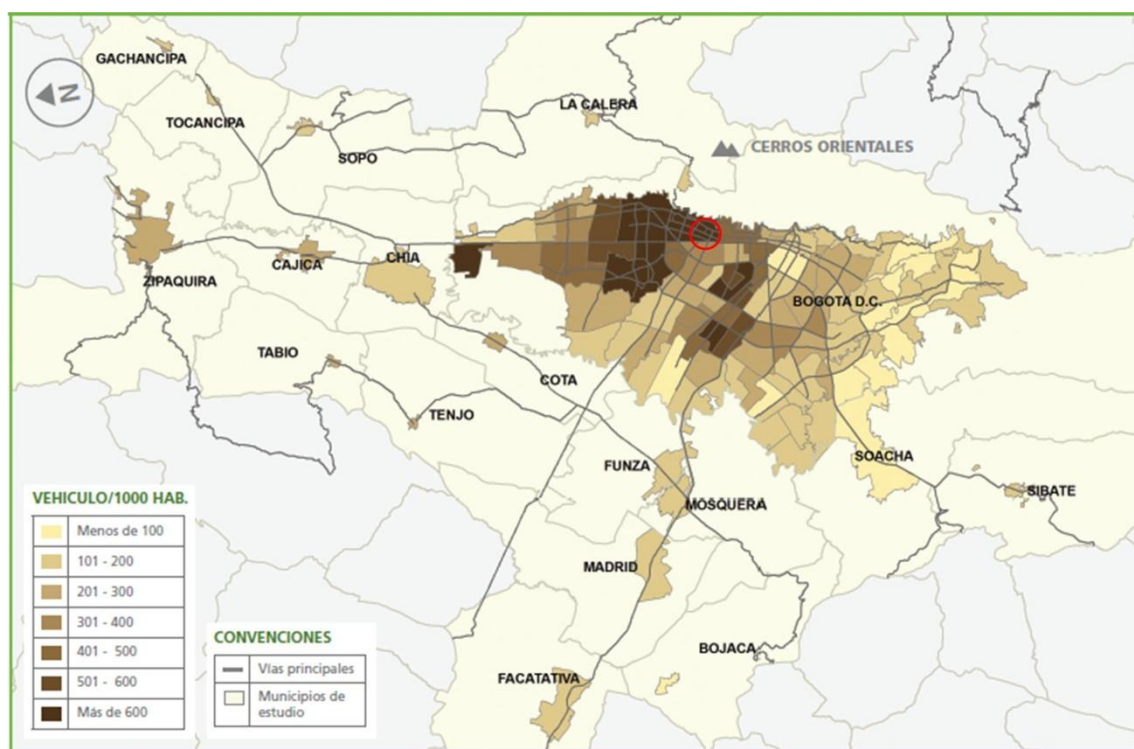 GACHANCIPA
N
TOCANCIPA
LA CALERA
SOPO
CERROS ORIENTALES
ZIPAQUIRA
CAJICA
CHIA
BOGOTA D.C.
TABIO
COTA
TENJO
FUNZA
SOACHA
MOSQUERA
SIBATE
MADRID
BOJACA
FACATATIVA
VEHICULO/1000 HAB.
Menos de 100
101 - 200
201 - 300
301 - 400
401 - 500
501 - 600
Más de 600
CONVENCIONES
Vías principales
Municipios de
estudio